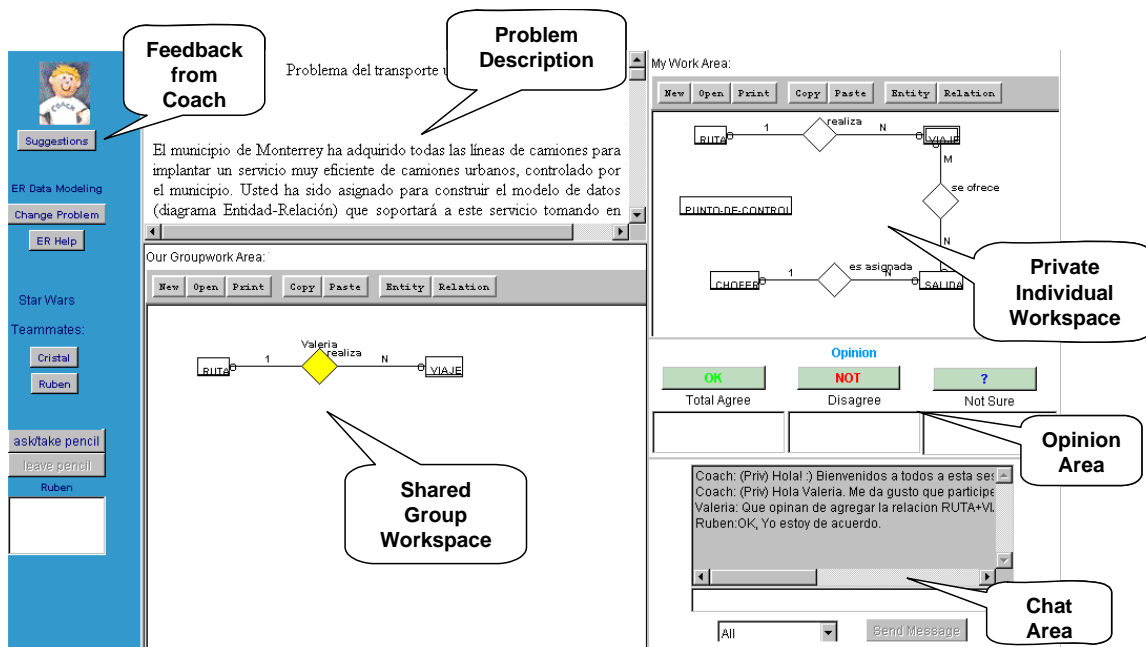 Feedback
from
Coach
COACH
Suggestions
ER Data Modeling
Change Problem
ER Help
Star Wars
Teammates:
Cristal
Ruben
ask/take pencil
leave pencil
Ruben
Problem
Description
Problema del transporte
El municipio de Monterrey ha adquirido todas las líneas de camiones para
implantar un servicio muy eficiente de camiones urbanos, controlado por
el municipio. Usted ha sido asignado para construir el modelo de datos
(diagrama Entidad-Relación) que soportará a este servicio tomando en
Our Groupwork Area:
New Open Print Copy Paste Entity Relation
Valeria
realiza
RUTA 1 N VIAJE
Shared
Group
Workspace
My Work Area:
New Open Print Copy Paste Entity Relation
realiza
RUTA 1 N VIAJE
M
se ofrece
PUNTO-DE-CONTROL
N
es asignada
CHOFER 1 N SALIDA
Private
Individual
Workspace
Opinion
OK NOT ?
Total Agree Disagree Not Sure
Opinion
Area
Coach: (Priv) Hola! :) Bienvenidos a todos a esta ses
Coach: (Priv) Hola Valeria. Me da gusto que participe
Valeria: Que opinan de agregar la relacion RUTA+VI
Ruben:OK, Yo estoy de acuerdo.
Chat
Area
All Send Message